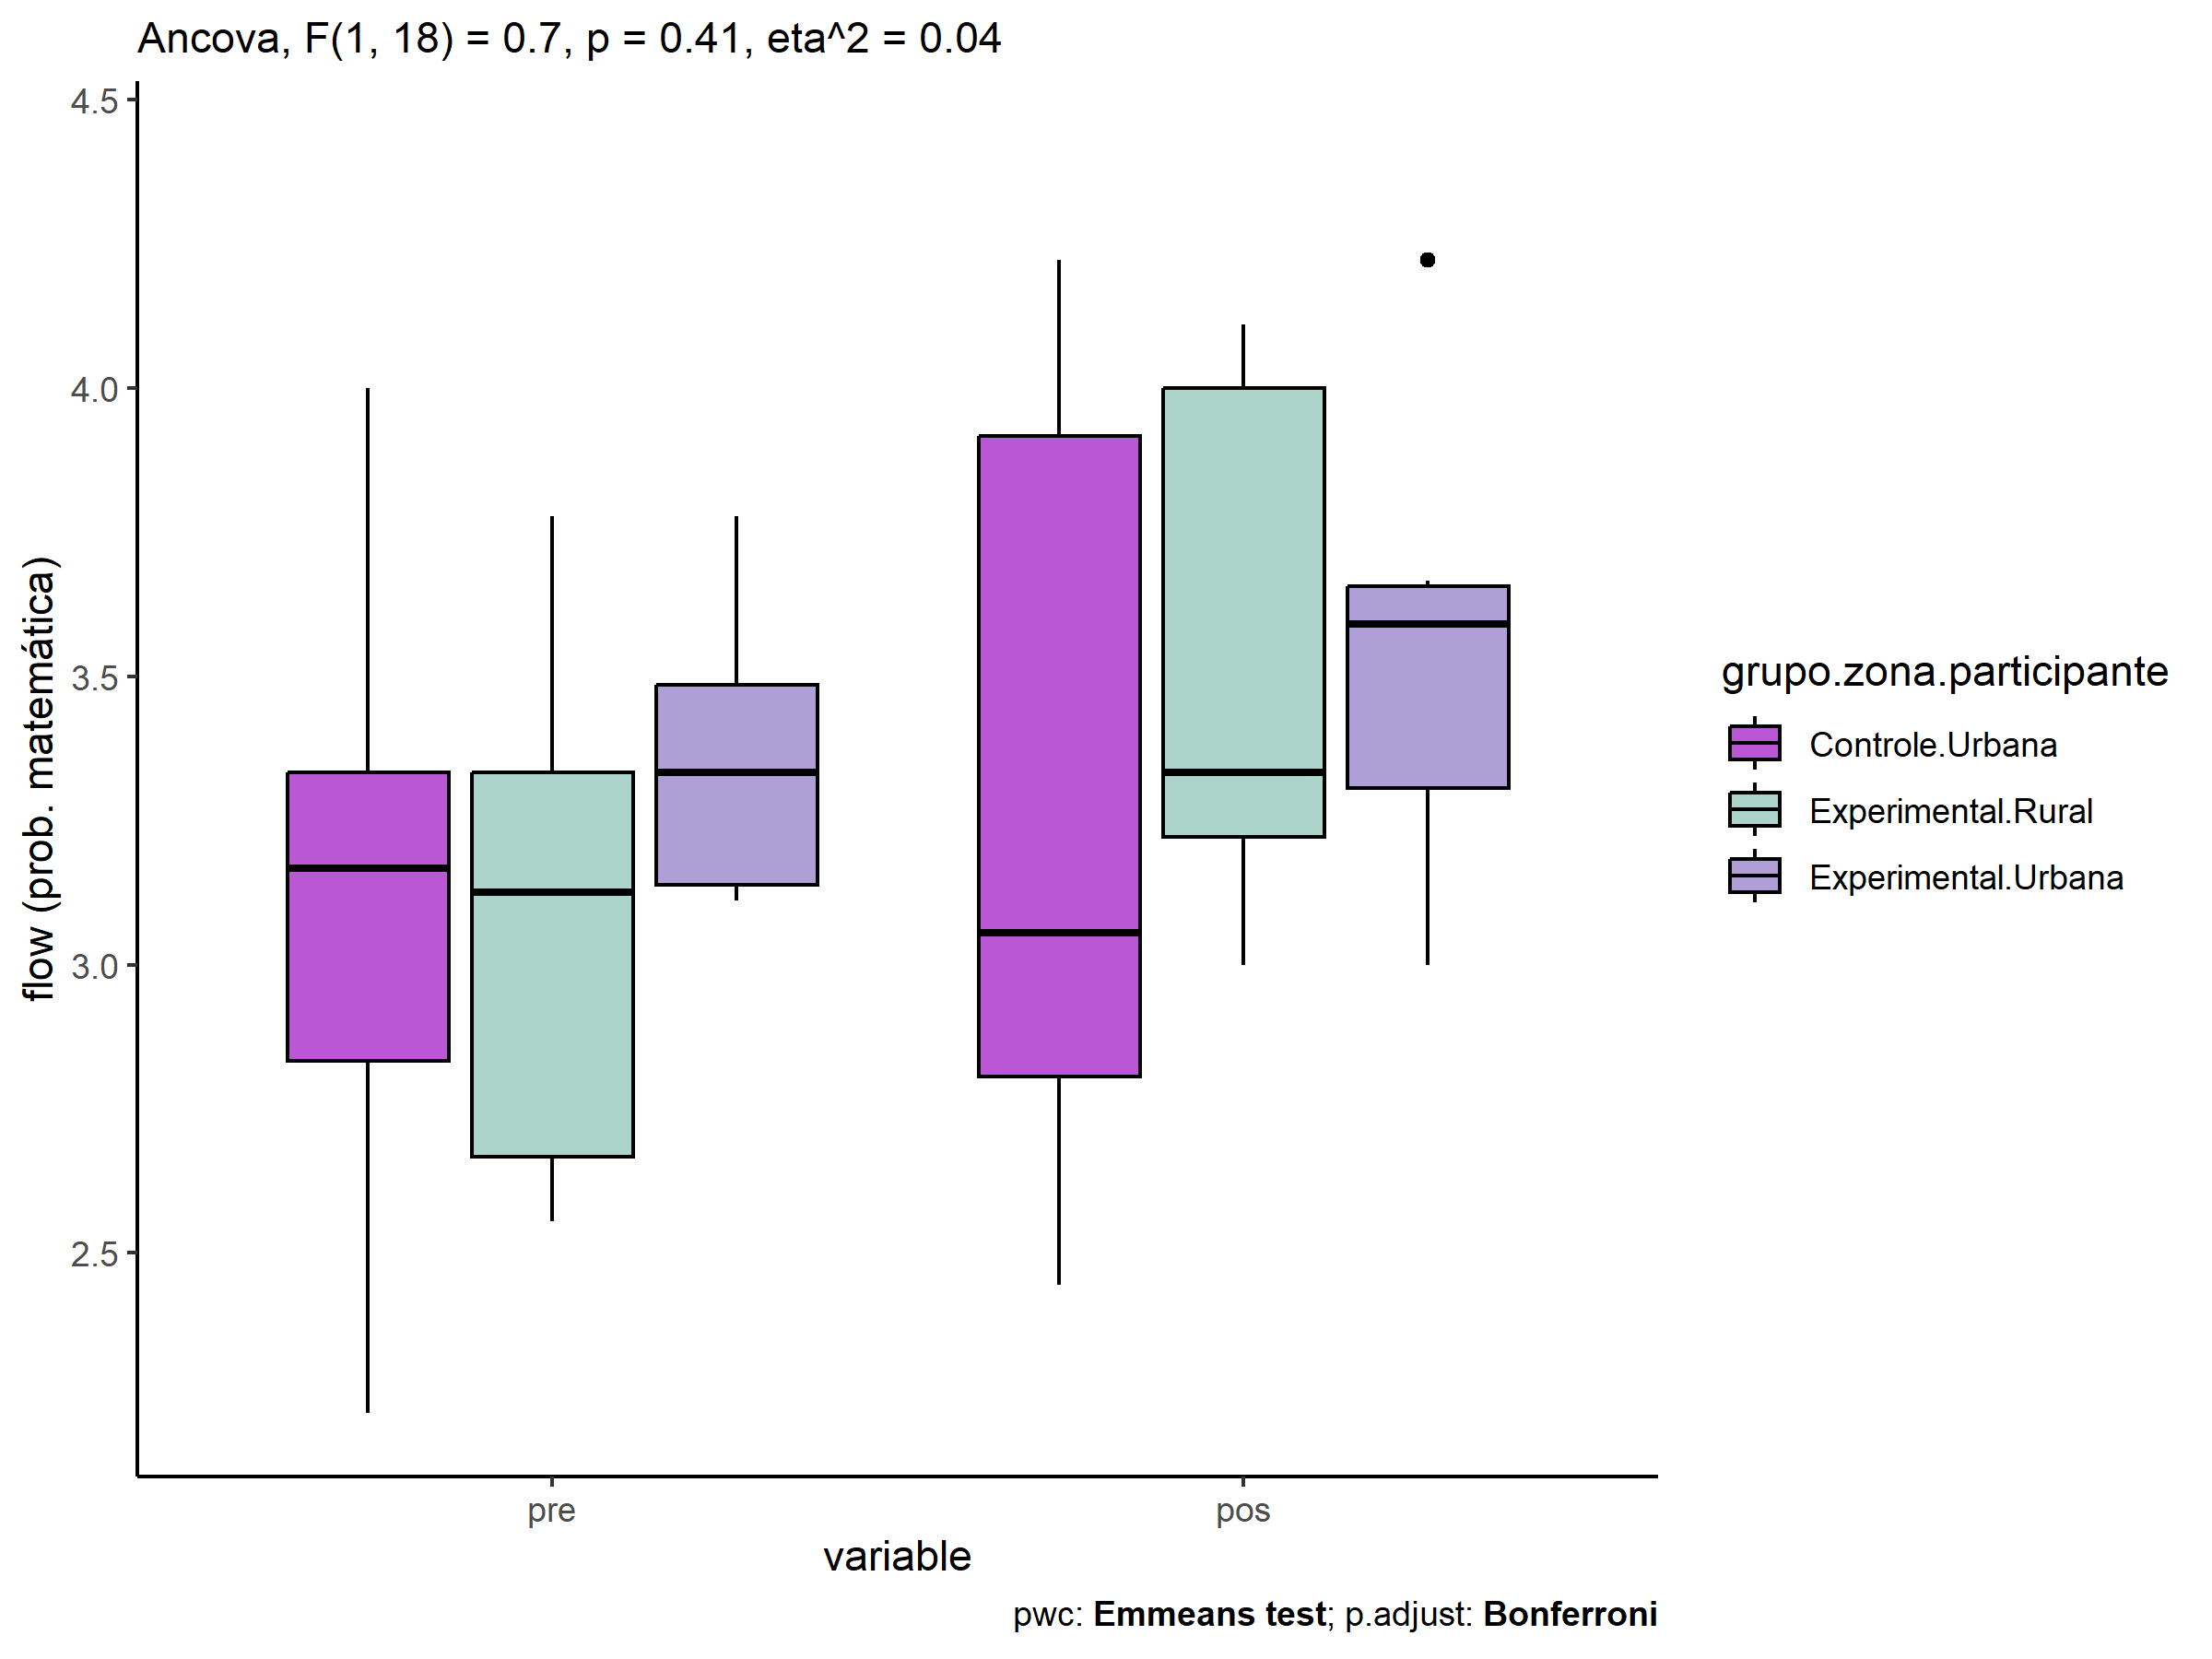 Ancova, F(1, 18) = 0.7, p = 0.41, eta^2 = 0.04
4.5
4.0
3.5
3.0
2.5
flow (prob. matemática)
pre
pos
variable
grupo.zona.participante
Controle.Urbana
Experimental.Rural
Experimental.Urbana
pwc: Emmeans test; p.adjust: Bonferroni